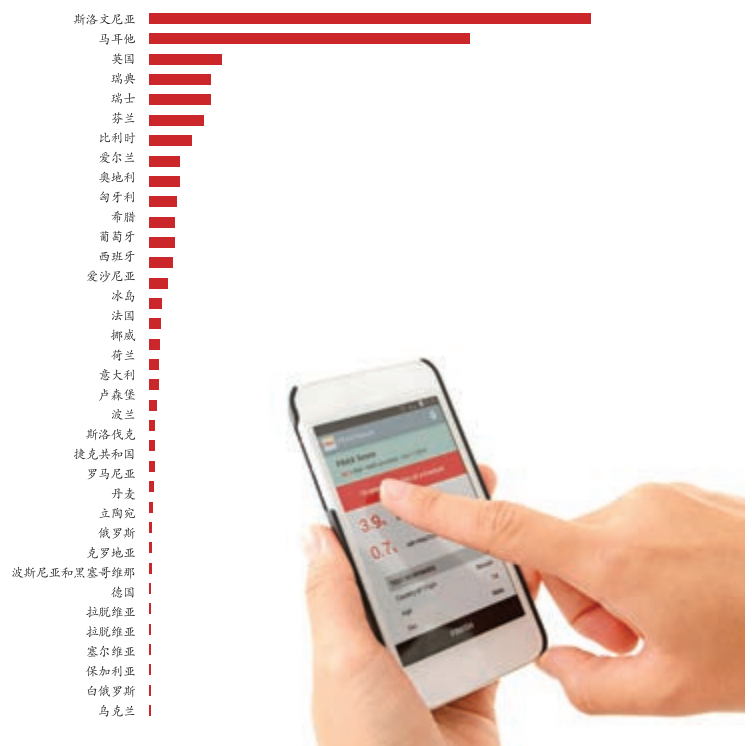 斯洛文尼亚
马耳他
英国
瑞典
瑞士
芬兰
比利时
爱尔兰
奥地利
匈牙利
希腊
葡萄牙
西班牙
爱沙尼亚
冰岛
法国
挪威
荷兰
意大利
卢森堡
波兰
斯洛伐克
捷克共和国
罗马尼亚
丹麦
立陶宛
俄罗斯
克罗地亚
波斯尼亚和黑塞哥维那
德国
拉脱维亚
拉脱维亚
塞尔维亚
保加利亚
白俄罗斯
乌克兰
3.9%
0.7%
FINISH